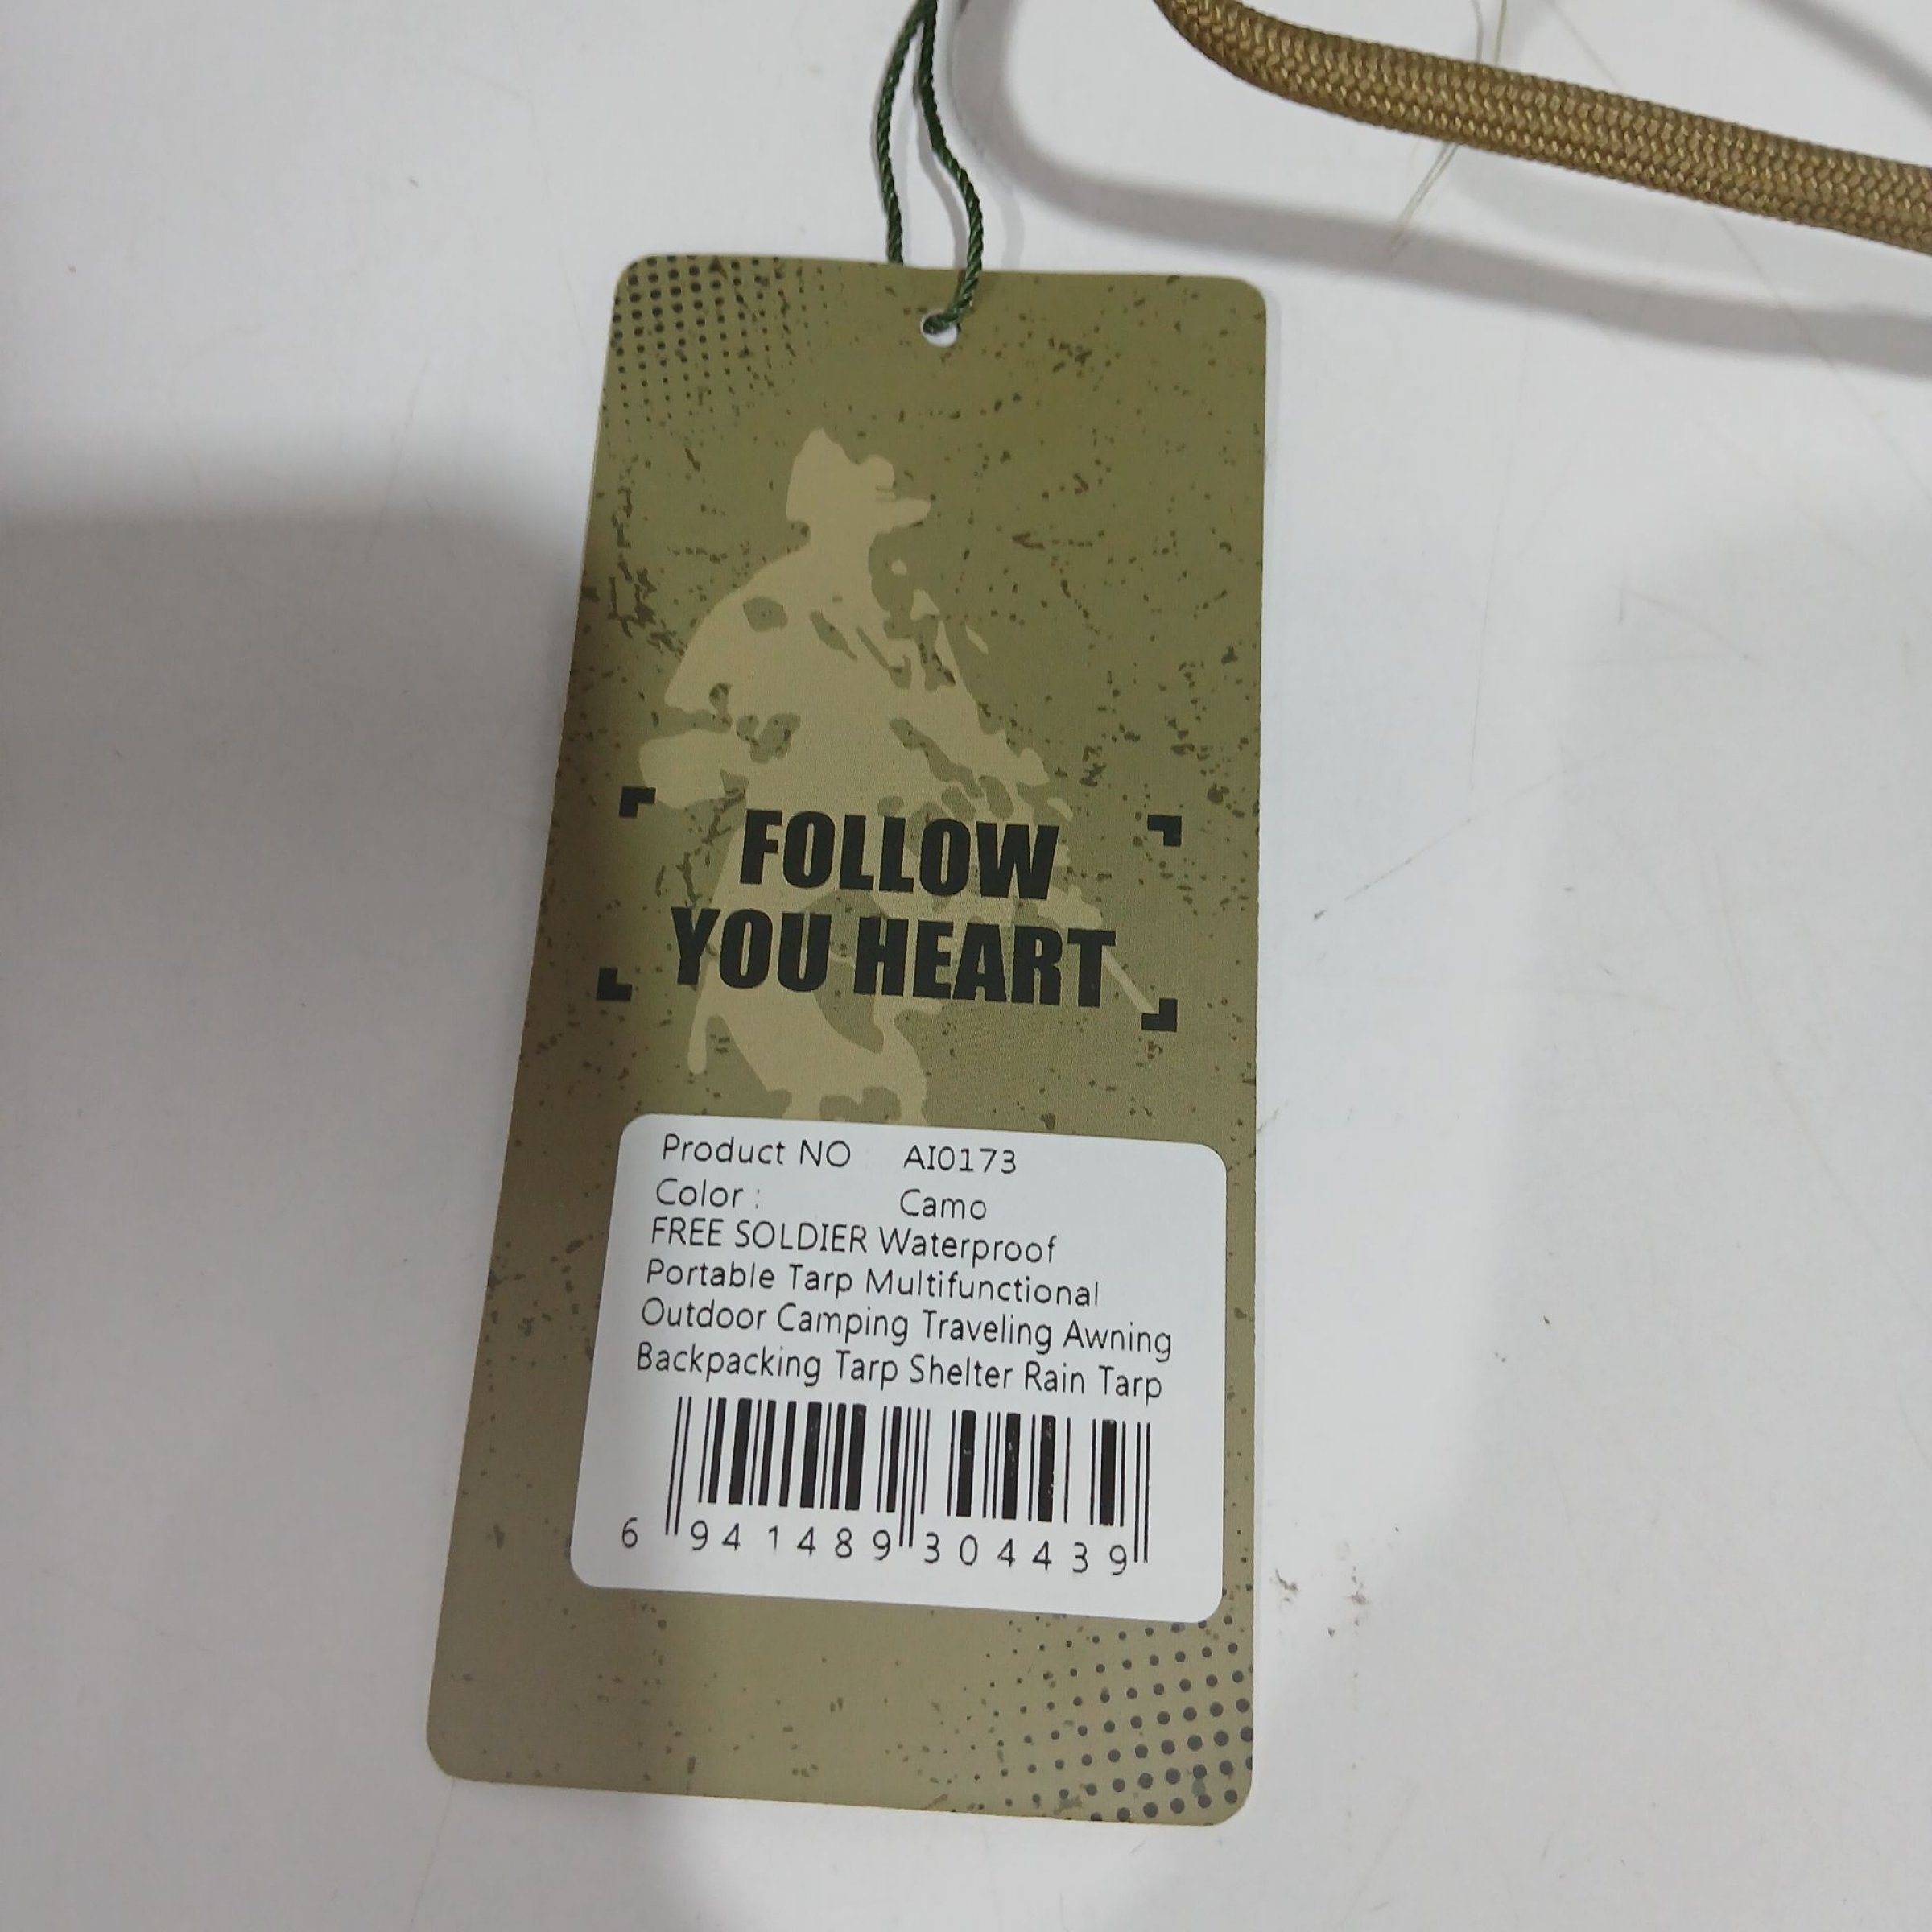 FOLLOW
YOU HEART
Product NO AI0173
Color : Camo
FREE SOLDIER Waterproof
Portable Tarp Multifunctional
Outdoor Camping Traveling Awning
Backpacking Tarp Shelter Rain Tarp
6 941489 304439